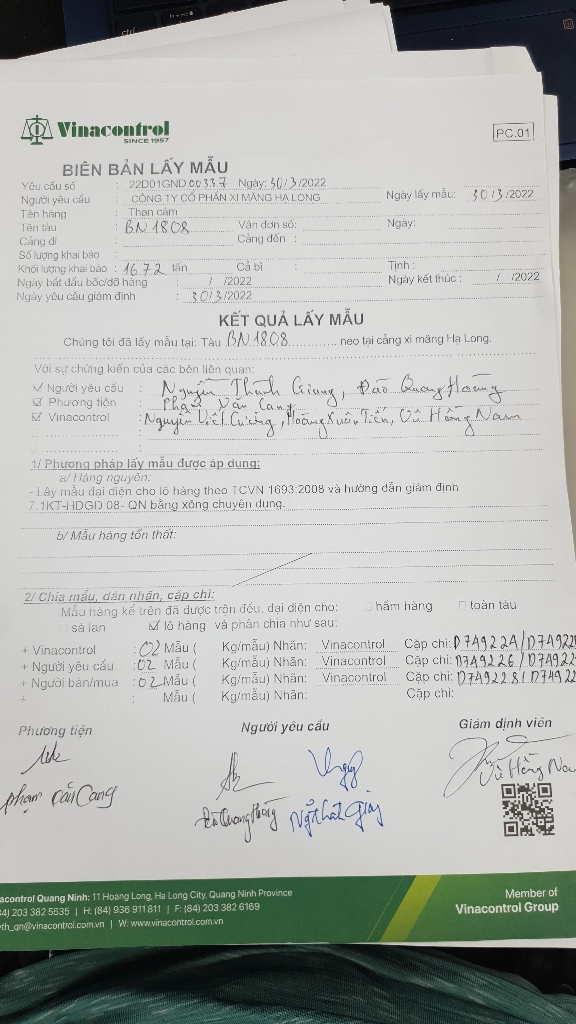 Vinacontrol
SINCE 1957
PC.01
BIÊN BẢN LẤY MẪU
Yêu cầu số : 22D01GND 00337 Ngày: 30/3/2022
Người yêu cầu : CÔNG TY CỔ PHẦN XI MĂNG HẠ LONG Ngày lấy mẫu: 30/3/2022
Tên hàng : Than cám
Tên tàu : BN 1808 Vận đơn số: Ngày:
Cảng đi : Cảng đến :
Số lượng khai báo :
Khối lượng khai báo : 1672 tấn Cả bì : Tịnh :
Ngày bắt đầu bốc/dỡ hàng : / /2022 Ngày kết thúc : / /2022
Ngày yêu cầu giám định : 30/3/2022
KẾT QUẢ LẤY MẪU
Chúng tôi đã lấy mẫu tại: Tàu BN 1808 neo tại cảng xi măng Hạ Long.
Với sự chứng kiến của các bên liên quan:
Người yêu cầu : Nguyễn Thành Giang, Đào Quang Hoàng
Phương tiện : Phạm Văn Cang
Vinacontrol : Nguyễn Viết Cường, Hoàng Xuân Tiến, Vũ Hồng Nam
1/ Phương pháp lấy mẫu được áp dụng:
a/ Hàng nguyên:
- Lấy mẫu đại diện cho lô hàng theo TCVN 1693:2008 và hướng dẫn giám định
7.1KT-HDGĐ 08- QN bằng xông chuyên dụng.
b/ Mẫu hàng tổn thất:
2/ Chia mẫu, dán nhãn, cặp chì:
Mẫu hàng kể trên đã được trộn đều, đại diện cho: hầm hàng toàn tàu
sà lan lô hàng và phân chia như sau:
+ Vinacontrol : 02 Mẫu ( Kg/mẫu) Nhãn: Vinacontrol Cặp chì: D749224/D74922
+ Người yêu cầu : 02 Mẫu ( Kg/mẫu) Nhãn: Vinacontrol Cặp chì: D749226/D74922
+ Người bán/mua : 02 Mẫu ( Kg/mẫu) Nhãn: Vinacontrol Cặp chì: D749228/D7492
+ : Mẫu ( Kg/mẫu) Nhãn: Cặp chì:
Phương tiện Người yêu cầu Giám định viên
Vũ Hồng Na
phạm Văn Cang Đào Quang Hoàng
acontrol Quang Ninh: 11 Hoang Long, Ha Long City, Quang Ninh Province
84) 203 382 5535 | H: (84) 936 911 811 | F: (84) 203 382 6169
th_qn@vinacontrol.com.vn | W: www.vinacontrol.com.vn
Member of
Vinacontrol Group